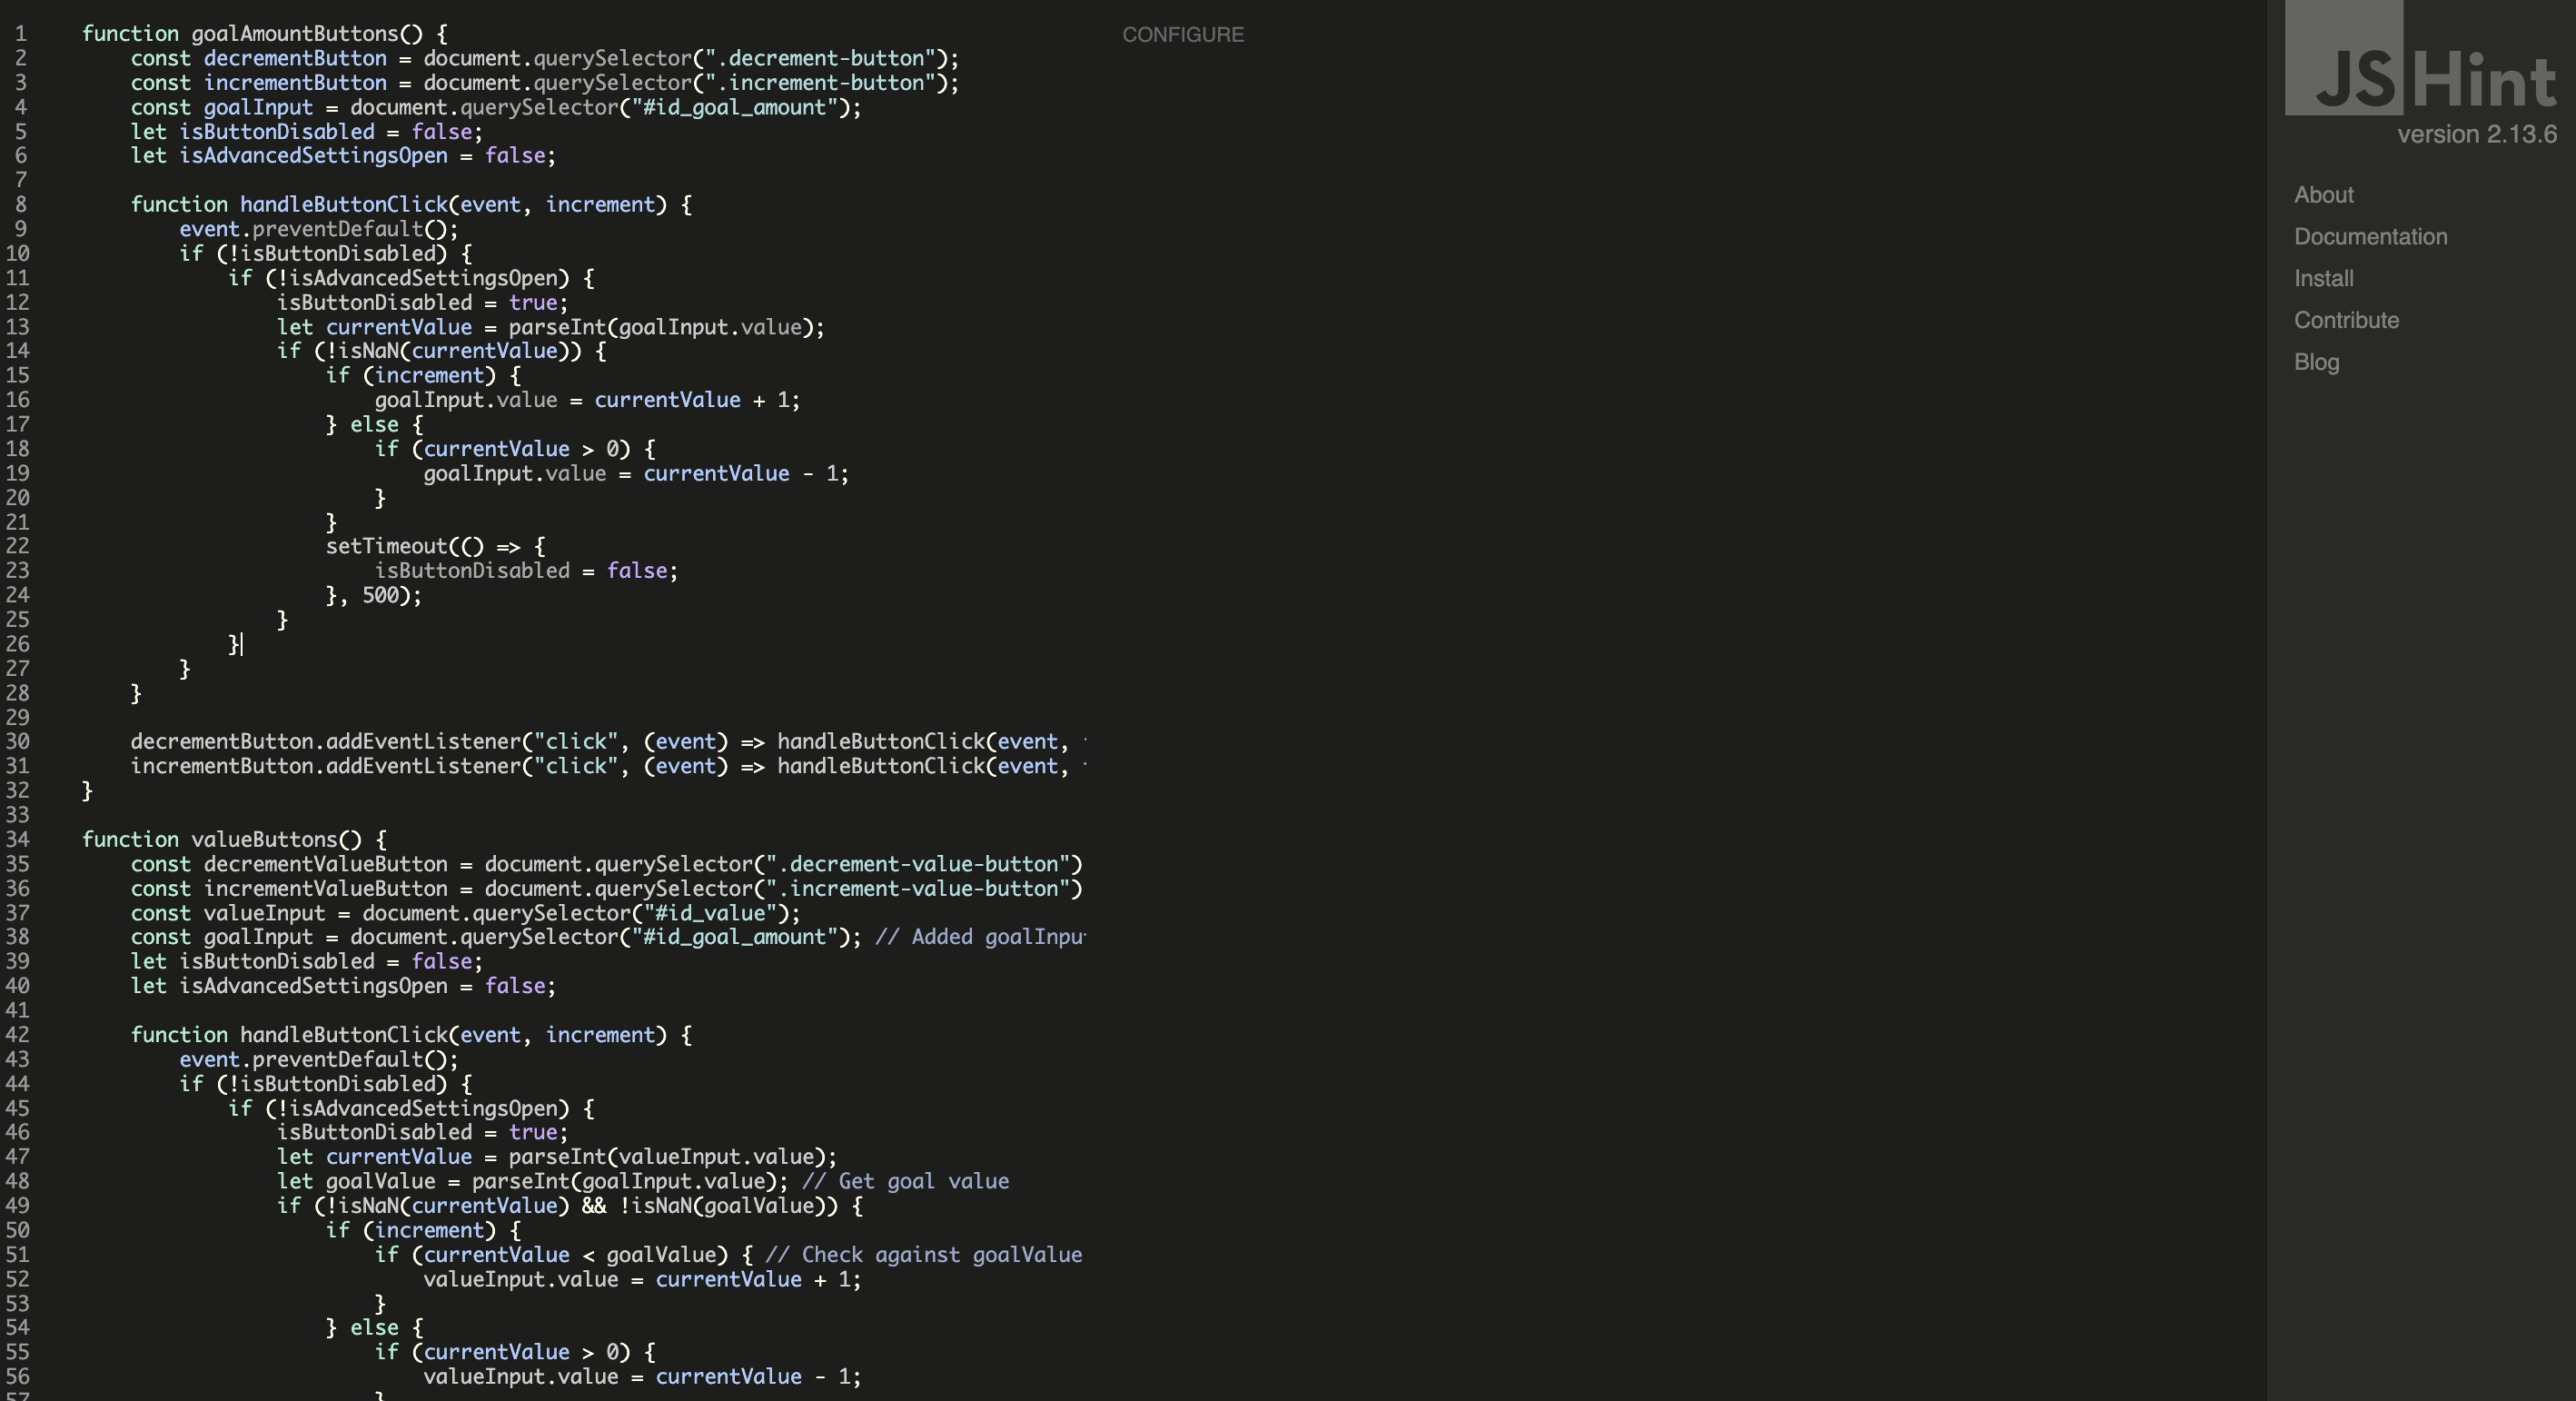 1 function goalAmountButtons() {
2 const decrementButton = document.querySelector(".decrement-button");
3 const incrementButton = document.querySelector(".increment-button");
4 const goalInput = document.querySelector("#id_goal_amount");
5 let isButtonDisabled = false;
6 let isAdvancedSettingsOpen = false;
7
8 function handleButtonClick(event, increment) {
9 event.preventDefault();
10 if (!isButtonDisabled) {
11 if (!isAdvancedSettingsOpen) {
12 isButtonDisabled = true;
13 let currentValue = parseInt(goalInput.value);
14 if (!isNaN(currentValue)) {
15 if (increment) {
16 goalInput.value = currentValue + 1;
17 } else {
18 if (currentValue > 0) {
19 goalInput.value = currentValue - 1;
20 }
21 }
22 setTimeout(() => {
23 isButtonDisabled = false;
24 }, 500);
25 }
26 }
27 }
28 }
29
30 decrementButton.addEventListener("click", (event) => handleButtonClick(event,
31 incrementButton.addEventListener("click", (event) => handleButtonClick(event,
32 }
33
34 function valueButtons() {
35 const decrementValueButton = document.querySelector(".decrement-value-button")
36 const incrementValueButton = document.querySelector(".increment-value-button")
37 const valueInput = document.querySelector("#id_value");
38 const goalInput = document.querySelector("#id_goal_amount"); // Added goalInpu
39 let isButtonDisabled = false;
40 let isAdvancedSettingsOpen = false;
41
42 function handleButtonClick(event, increment) {
43 event.preventDefault();
44 if (!isButtonDisabled) {
45 if (!isAdvancedSettingsOpen) {
46 isButtonDisabled = true;
47 let currentValue = parseInt(valueInput.value);
48 let goalValue = parseInt(goalInput.value); // Get goal value
49 if (!isNaN(currentValue) && !isNaN(goalValue)) {
50 if (increment) {
51 if (currentValue < goalValue) { // Check against goalValue
52 valueInput.value = currentValue + 1;
53 }
54 } else {
55 if (currentValue > 0) {
56 valueInput.value = currentValue - 1;
57 }
CONFIGURE
JSHint
version 2.13.6
About
Documentation
Install
Contribute
Blog